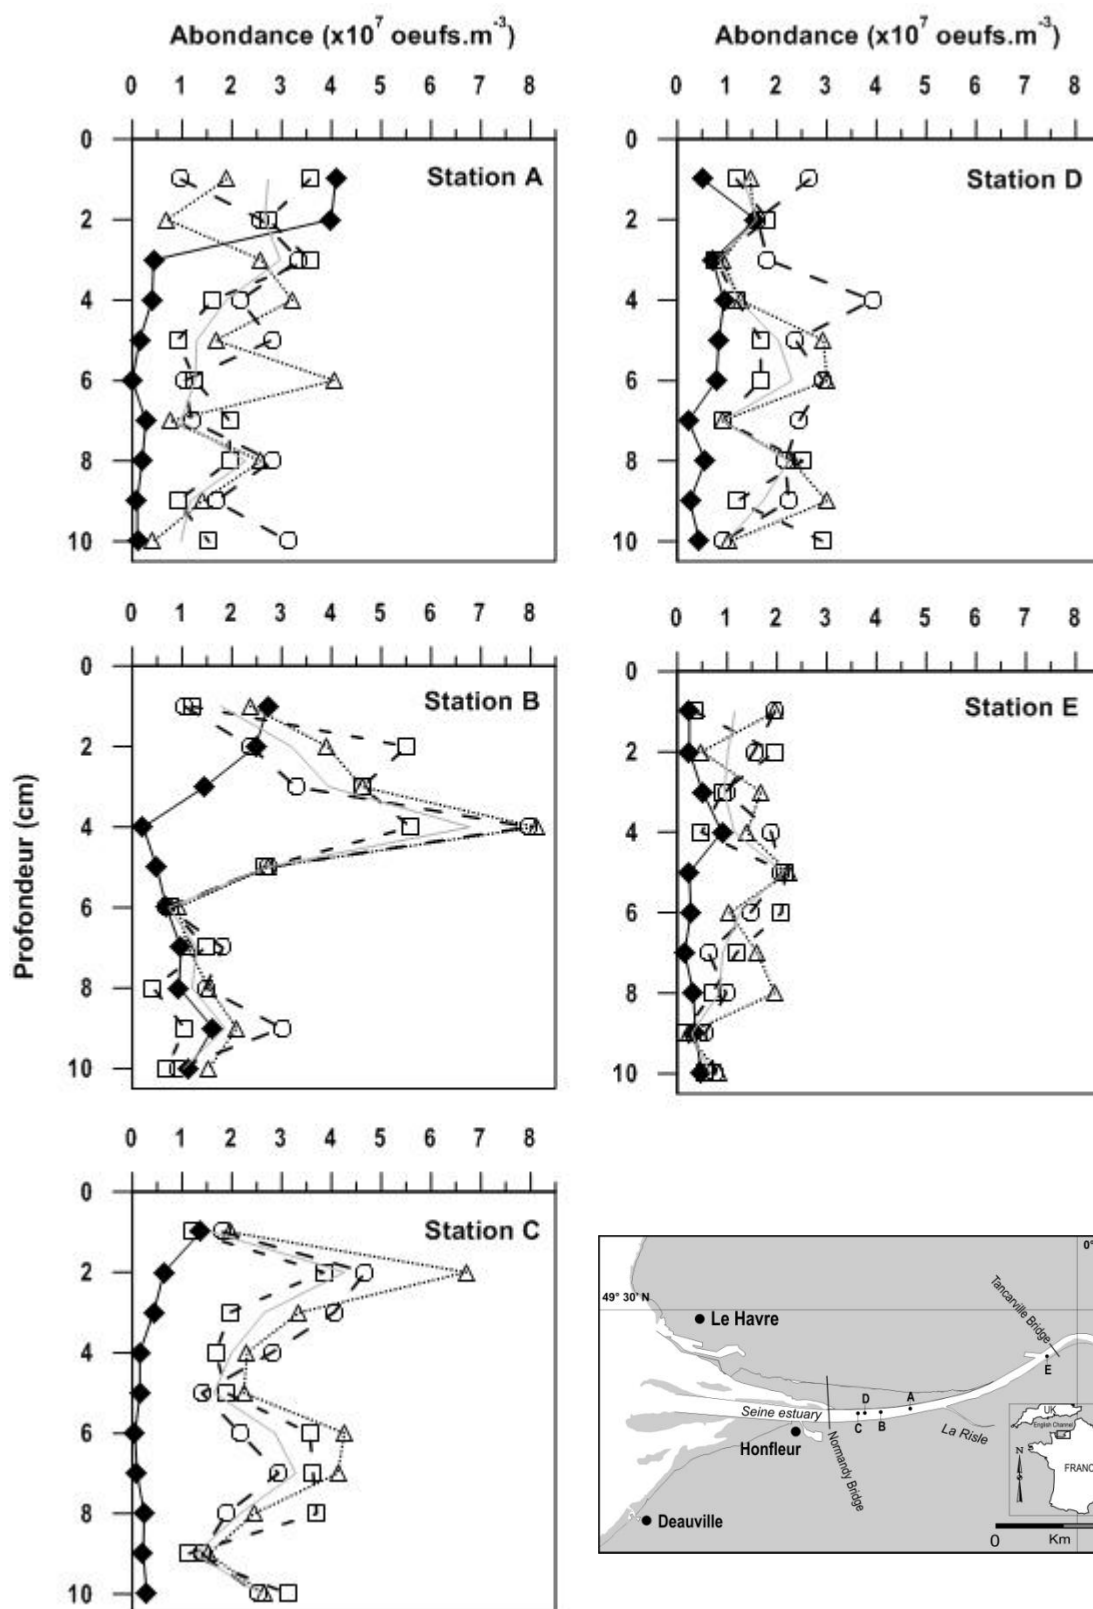 Abondance (x10⁷ oeufs.m⁻³)
0 1 2 3 4 5 6 7 8
0
2
4
6
8
10
Station A
Abondance (x10⁷ oeufs.m⁻³)
0 1 2 3 4 5 6 7 8
0
2
4
6
8
10
Station D
Profondeur (cm)
0 1 2 3 4 5 6 7 8
0
2
4
6
8
10
Station B
0 1 2 3 4 5 6 7 8
0
2
4
6
8
10
Station E
0 1 2 3 4 5 6 7 8
0
2
4
6
8
10
Station C
0°
49° 30' N
Le Havre
Tancarville Bridge
E
Seine estuary
D
A
C
B
La Risle
Honfleur
Normandy Bridge
Deauville
UK
English Channel
N
S
FRANC
0
Km